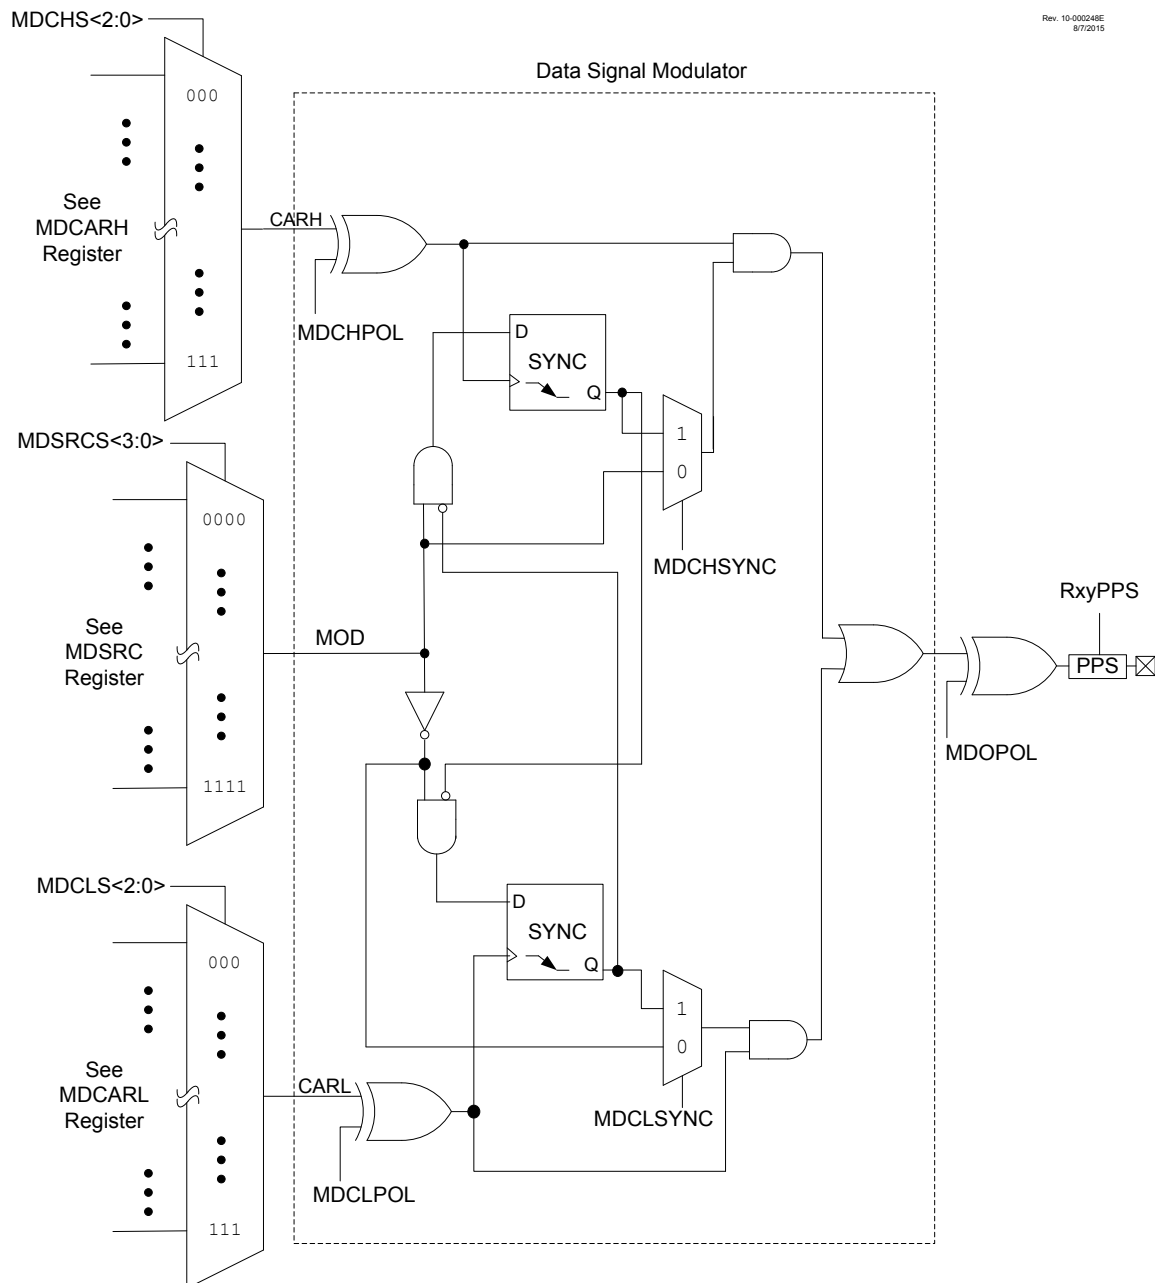 MDCHS<2:0>
Rev. 10-000248E
8/7/2015
Data Signal Modulator
000
See
MDCARH
Register
CARH
MDCHPOL
111
D
SYNC
Q
1
0
MDCHSYNC
MDSRCS<3:0>
0000
See
MDSRC
Register
MOD
1111
RxyPPS
PPS
MDOPOL
MDCLS<2:0>
000
D
SYNC
Q
1
0
MDCLSYNC
See
MDCARL
Register
CARL
MDCLPOL
111